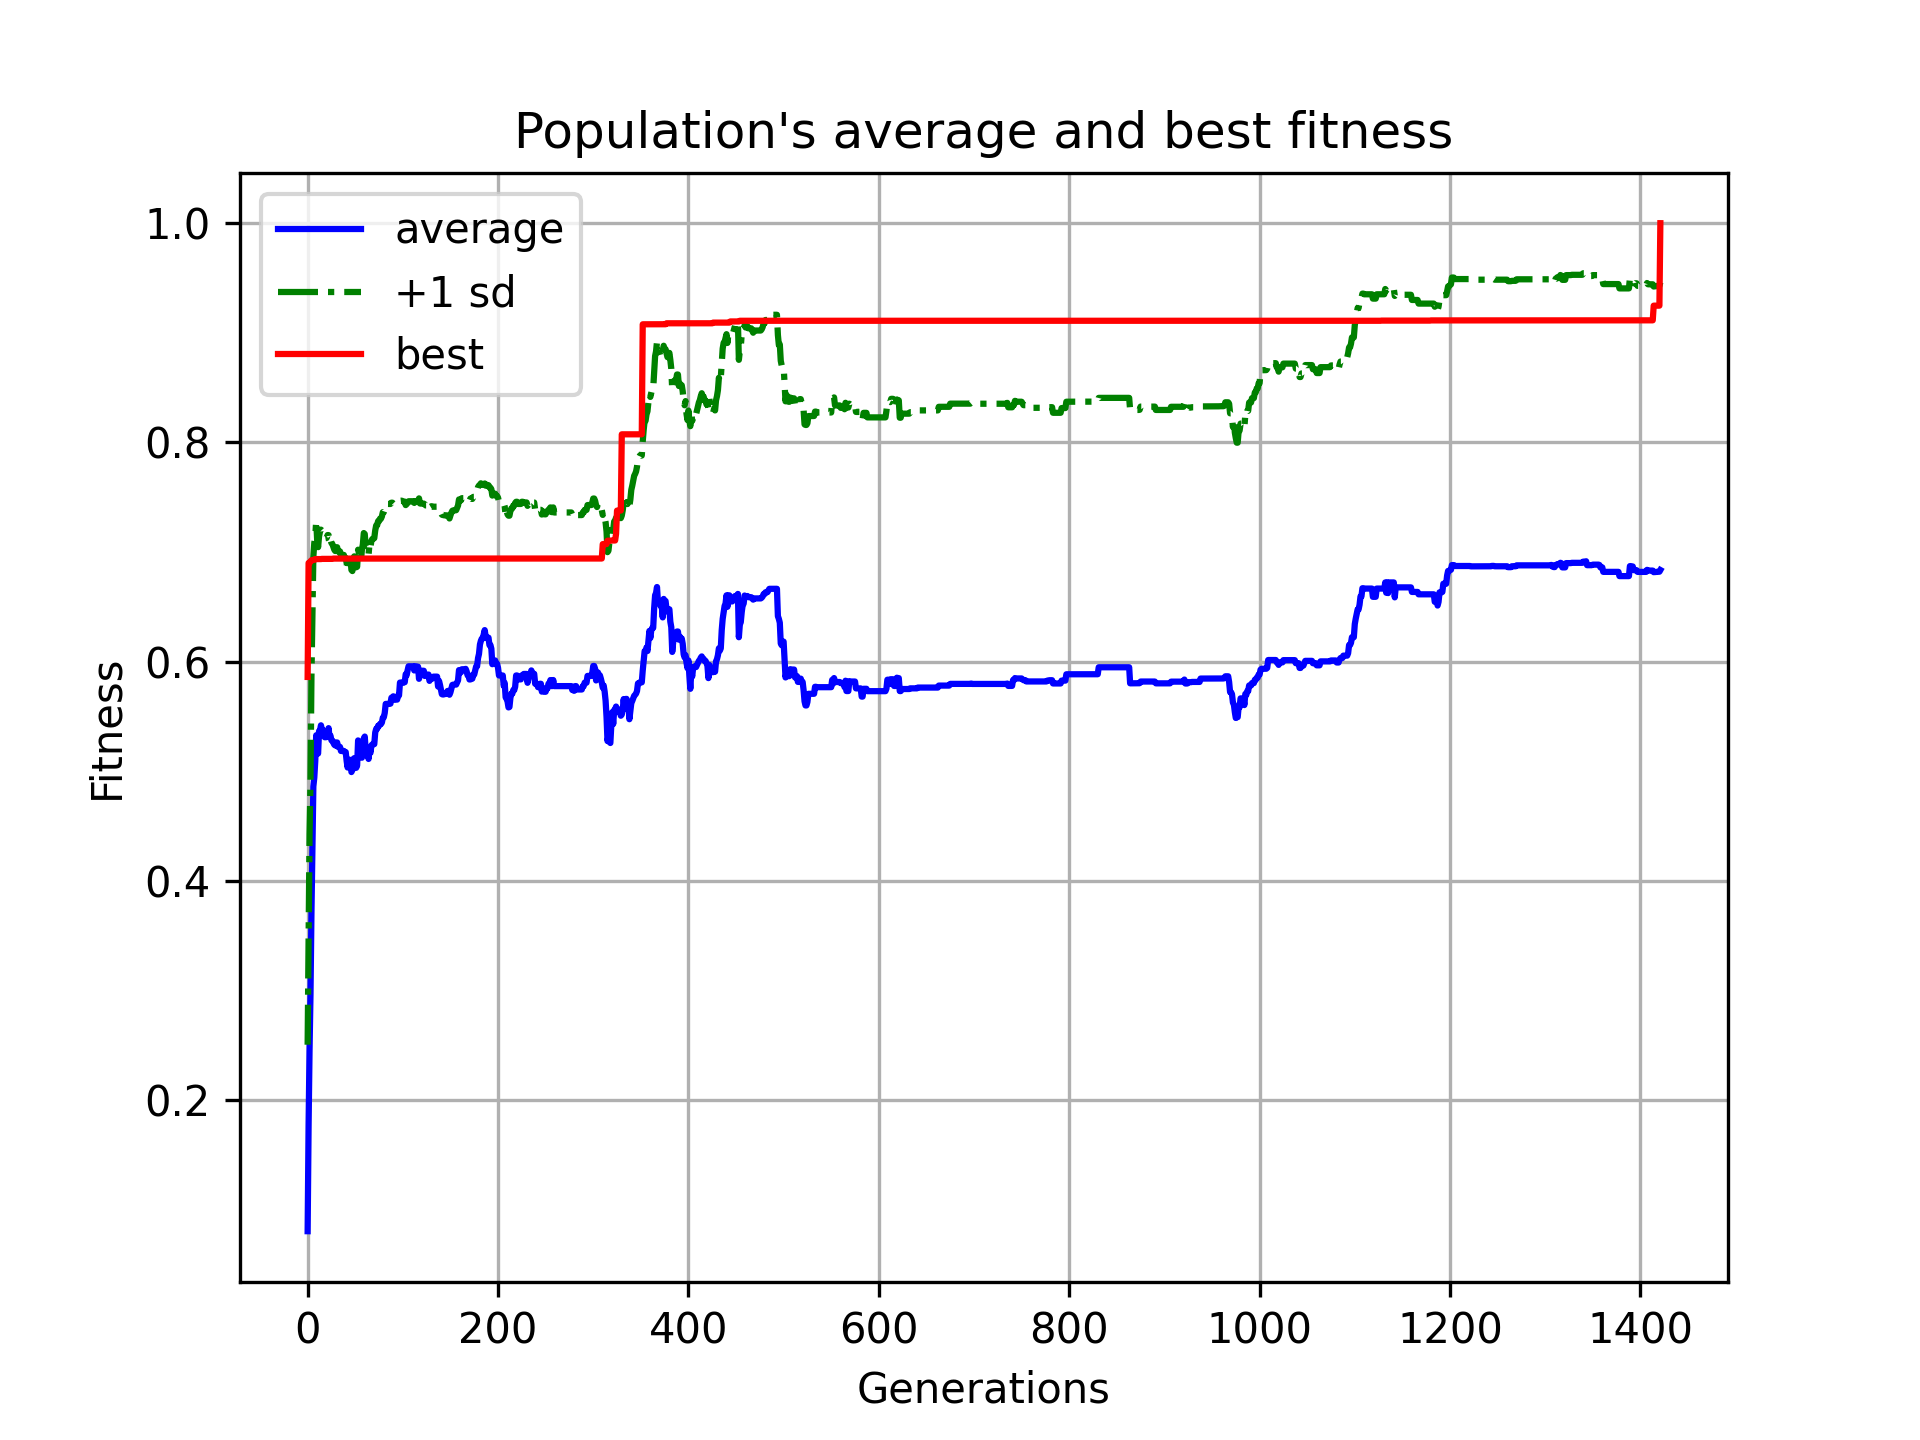 Population's average and best fitness
average
+1 sd
best
1.0
0.8
0.6
0.4
0.2
Fitness
0 200 400 600 800 1000 1200 1400
Generations